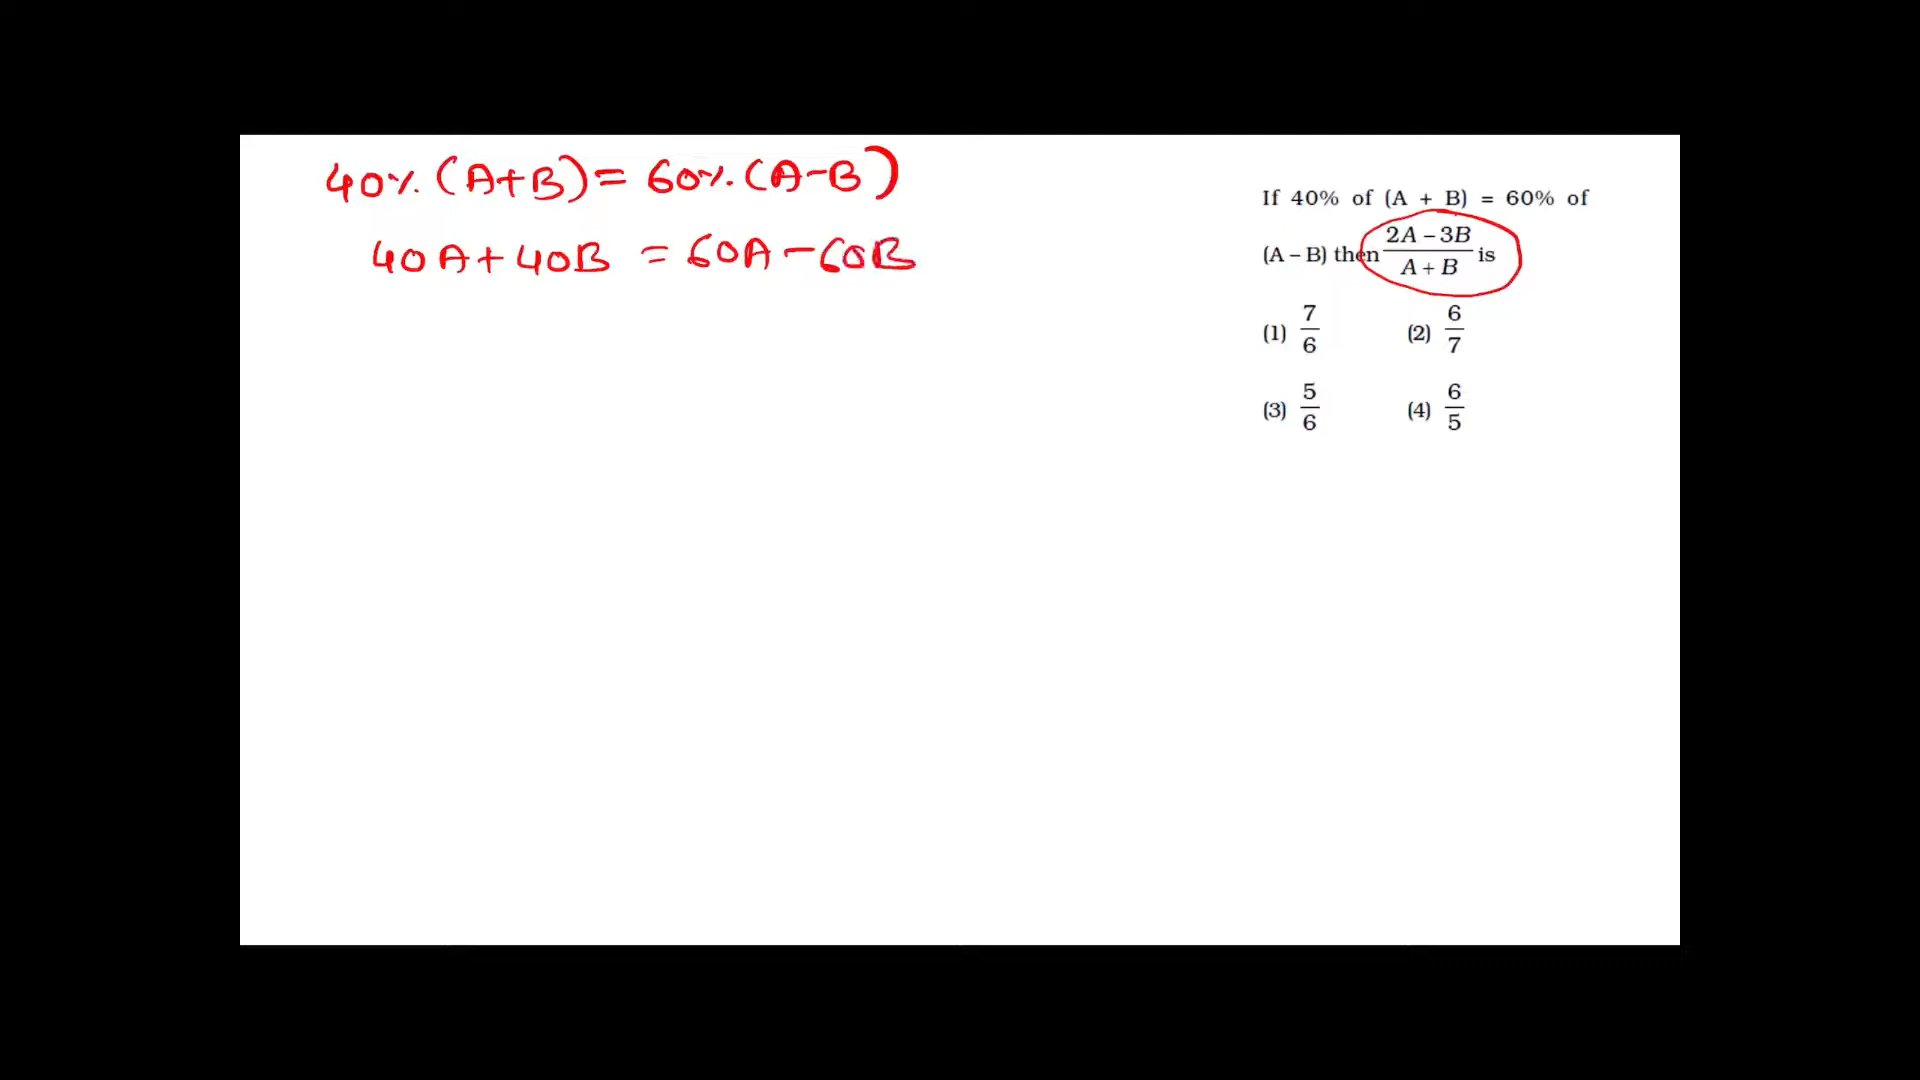 40%.(A+B)= 60%.(A-B)
40A+40B = 60A-60B
If 40% of (A + B) = 60% of
(A – B) then (2A – 3B)/(A + B) is
(1) 7/6 (2) 6/7
(3) 5/6 (4) 6/5